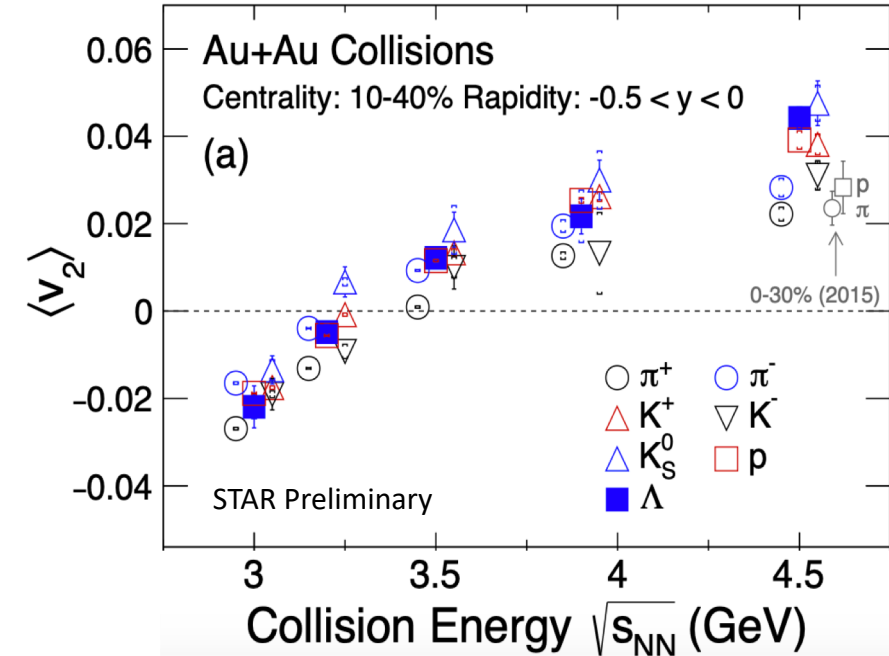 0.06
0.04
0.02
0
−0.02
−0.04
⟨v₂⟩
Au+Au Collisions
Centrality: 10-40% Rapidity: -0.5 < y < 0
(a)
p
π
0-30% (2015)
π⁺ π⁻
K⁺ K⁻
K⁰S p
Λ
STAR Preliminary
3 3.5 4 4.5
Collision Energy √sNN (GeV)